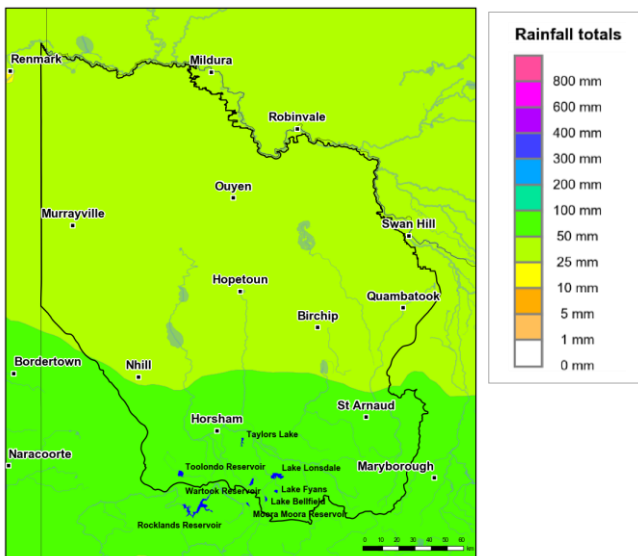 Renmark
Mildura
Robinvale
Ouyen
Murrayville
Swan Hill
Hopetoun
Quambatook
Birchip
Bordertown
Nhill
St Arnaud
Horsham
Taylors Lake
Naracoorte
Toolondo Reservoir
Lake Lonsdale
Maryborough
Wartook Reservoir
Lake Fyans
Lake Bellfield
Moora Moora Reservoir
Rocklands Reservoir
0 10 20 30 40 50 60
km
Rainfall totals
800 mm
600 mm
400 mm
300 mm
200 mm
100 mm
50 mm
25 mm
10 mm
5 mm
1 mm
0 mm